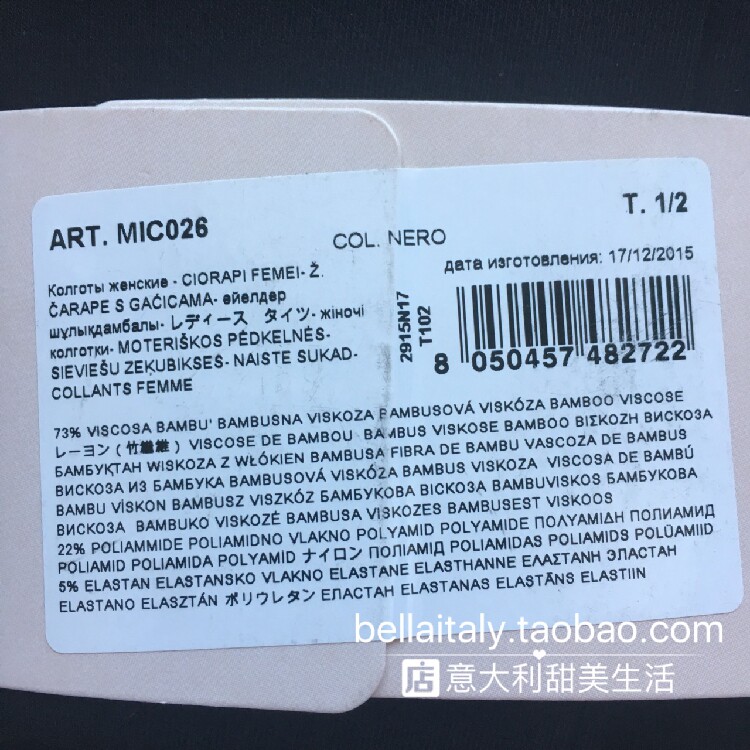 ART. MIC026
COL. NERO
T. 1/2
Колготы женские - CIORAPI FEMEI- Ž.
ČARAPE S GAĆICAMA- әйелдер
шұлықдамбалы- レディース タイツ- жіночі
колготки- MOTERIŠKOS PĖDKELNĖS-
SIEVIEŠU ZEĶUBIKSES- NAISTE SUKAD-
COLLANTS FEMME
дата изготовления: 17/12/2015
2915N17
T102
8 050457 482722
73% VISCOSA BAMBU' BAMBUSNA VISKOZA BAMBUSOVÁ VISKÓZA BAMBOO VISCOSE
レーヨン (竹繊維) VISCOSE DE BAMBOU BAMBUS VISKOSE BAMBOO ΒΙΣΚΟΖΗ ВИСКОЗА
БАМБУҚТАН WISKOZA Z WŁÓKIEN BAMBUSA FIBRA DE BAMBU VASCOZA DE BAMBUS
ВИСКОЗА ИЗ БАМБУКА BAMBUSOVÁ VISKÓZA BAMBUS VISKOZA VISCOSA DE BAMBÚ
BAMBU VİSKON BAMBUSZ VISZKÓZ БАМБУКОВА ВІСКОЗА BAMBUVISKOS БАМБУКОВА
ВИСКОЗА BAMBUKO VISKOZĖ BAMBUSA VISKOZES BAMBUSEST VISKOOS
22% POLIAMMIDE POLIAMIDNO VLAKNO POLYAMID POLYAMIDE ΠΟΛΥΑΜΙΔΗ ПОЛИАМИД
POLIAMID POLIAMIDA POLYAMİD ナイロン ПОЛІАМІД POLIAMIDAS POLIAMIDS POLÜAMIID
5% ELASTAN ELASTANSKO VLAKNO ELASTANE ELASTHANNE ΕΛΑΣΤΑΝΗ ЭЛАСТАН
ELASTANO ELASZTÁN ポリウレタン ЕЛАСТАН ELASTANAS ELASTĀNS ELASTIIN
bellaitaly.taobao.com
店 意大利甜美生活